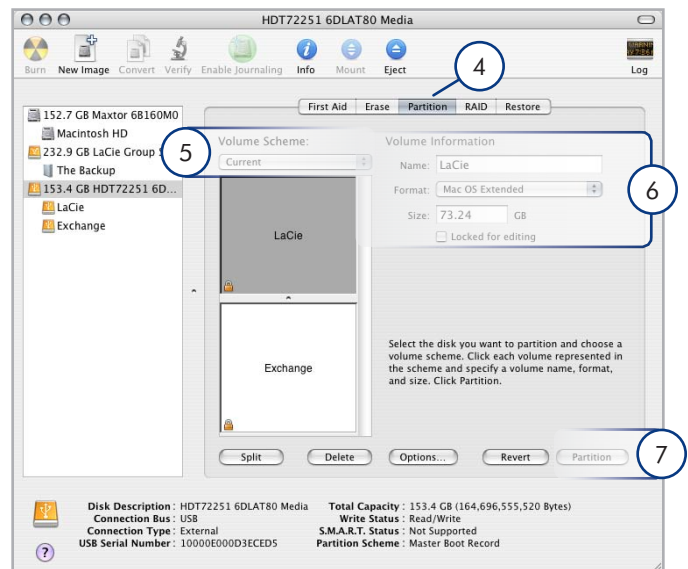 HDT72251 6DLAT80 Media
Burn New Image Convert Verify Enable Journaling Info Mount Eject Log
4
First Aid Erase Partition RAID Restore
152.7 GB Maxtor 6B160M0
Macintosh HD
232.9 GB LaCie Group
The Backup
153.4 GB HDT72251 6D...
LaCie
Exchange
5
Volume Scheme:
Current
LaCie
Exchange
Volume Information
Name: LaCie
Format: Mac OS Extended
Size: 73.24 GB
Locked for editing
6
Select the disk you want to partition and choose a
volume scheme. Click each volume represented in
the scheme and specify a volume name, format,
and size. Click Partition.
Split Delete Options... Revert Partition
7
Disk Description : HDT72251 6DLAT80 Media
Connection Bus : USB
Connection Type : External
USB Serial Number : 10000E000D3ECED5
Total Capacity : 153.4 GB (164,696,555,520 Bytes)
Write Status : Read/Write
S.M.A.R.T. Status : Not Supported
Partition Scheme : Master Boot Record
?